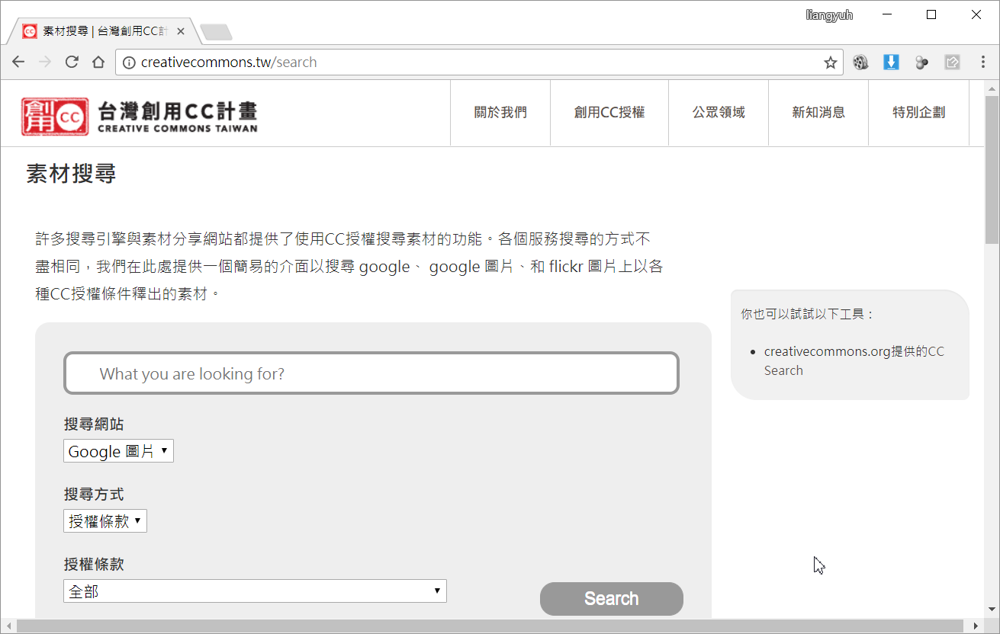 liangyuh
素材搜尋 | 台灣創用CC計
creativecommons.tw/search
創用 CC
台灣創用CC計畫
CREATIVE COMMONS TAIWAN
關於我們
創用CC授權
公眾領域
新知消息
特別企劃
素材搜尋
許多搜尋引擎與素材分享網站都提供了使用CC授權搜尋素材的功能。各個服務搜尋的方式不
盡相同，我們在此處提供一個簡易的介面以搜尋 google、 google 圖片、和 flickr 圖片上以各
種CC授權條件釋出的素材。
What you are looking for?
搜尋網站
Google 圖片
搜尋方式
授權條款
授權條款
全部
Search
你也可以試試以下工具：
creativecommons.org提供的CC
Search